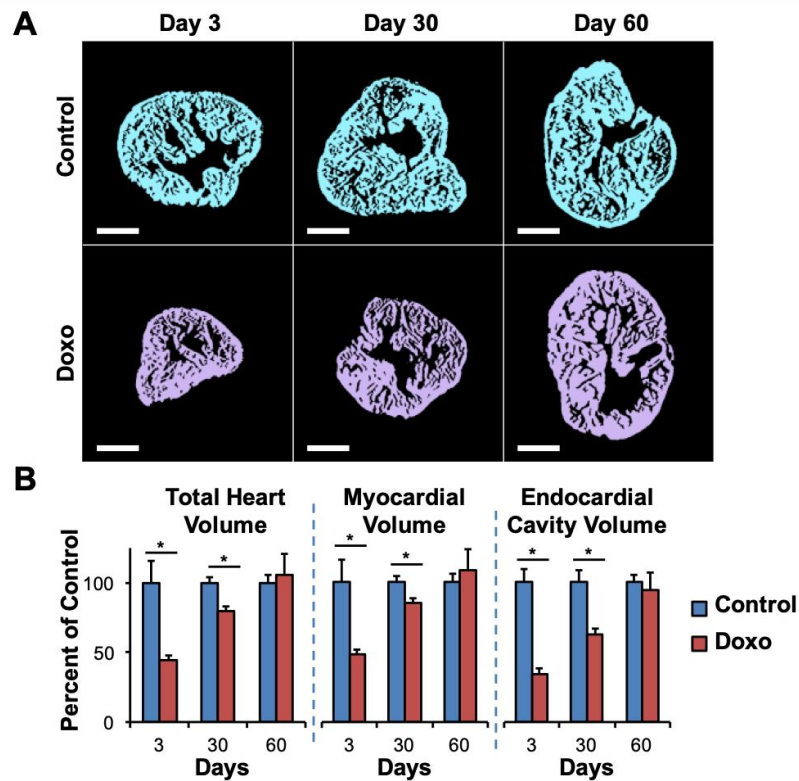 A
Day 3 Day 30 Day 60
Control
Doxo
B
Total Heart Volume
Myocardial Volume
Endocardial Cavity Volume
Percent of Control
100
50
0
* * * * * *
3 30 60 3 30 60 3 30 60
Days Days Days
Control
Doxo